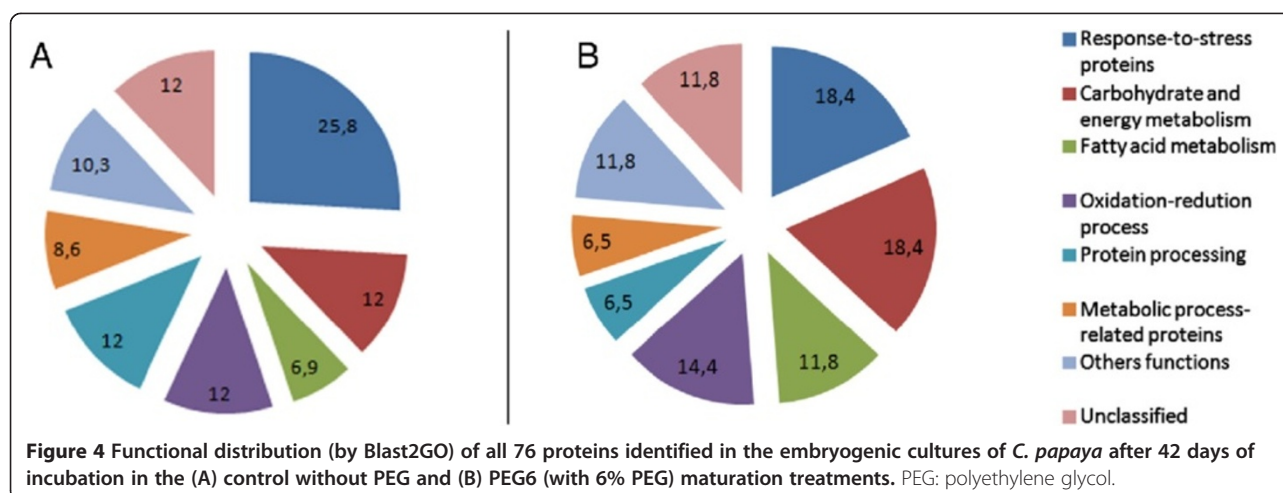 A
12
25,8
10,3
8,6
12
12
6,9
12
B
11,8
18,4
11,8
6,5
18,4
6,5
14,4
11,8
Response-to-stress
proteins
Carbohydrate and
energy metabolism
Fatty acid metabolism
Oxidation-redution
process
Protein processing
Metabolic process-
related proteins
Others functions
Unclassified
Figure 4 Functional distribution (by Blast2GO) of all 76 proteins identified in the embryogenic cultures of C. papaya after 42 days of
incubation in the (A) control without PEG and (B) PEG6 (with 6% PEG) maturation treatments. PEG: polyethylene glycol.